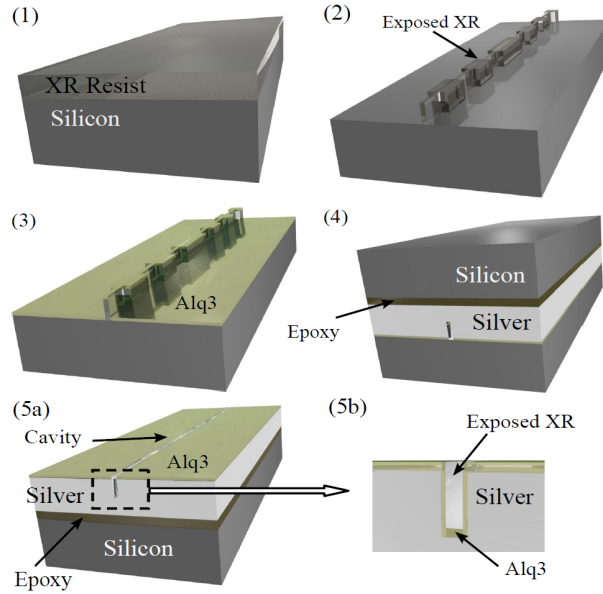 (1)
XR Resist
Silicon
(2)
Exposed XR
(3)
Alq3
(4)
Silicon
Epoxy
Silver
(5a)
Cavity
Alq3
Silver
Silicon
Epoxy
(5b)
Exposed XR
Silver
Alq3